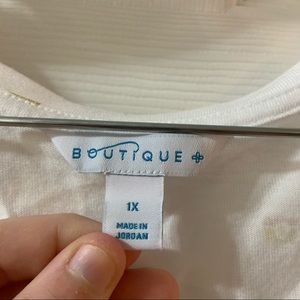 BOUTIQUE +
1X
MADE IN
JORDAN